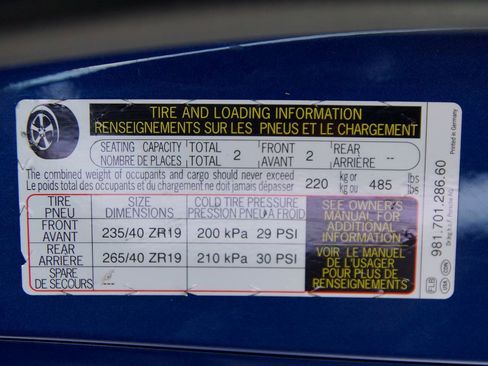 TIRE AND LOADING INFORMATION
RENSEIGNEMENTS SUR LES PNEUS ET LE CHARGEMENT
SEATING CAPACITY TOTAL 2 FRONT 2 REAR --
NOMBRE DE PLACES TOTAL AVANT ARRIÈRE
The combined weight of occupants and cargo should never exceed 220 kg or 485 lbs
Le poids total des occupants et du chargement ne doit jamais dépasser kg ou lbs
TIRE SIZE COLD TIRE PRESSURE
PNEU DIMENSIONS PRESSION PNEU A FROID
FRONT
AVANT 235/40 ZR19 200 kPa 29 PSI
REAR
ARRIÈRE 265/40 ZR19 210 kPa 30 PSI
SPARE
DE SECOURS ---
SEE OWNER'S
MANUAL FOR
ADDITIONAL
INFORMATION
VOIR LE MANUEL
DE L'USAGER
POUR PLUS DE
RENSEIGNEMENTS
Printed in Germany
981.701.286.60
FLB USA CDN